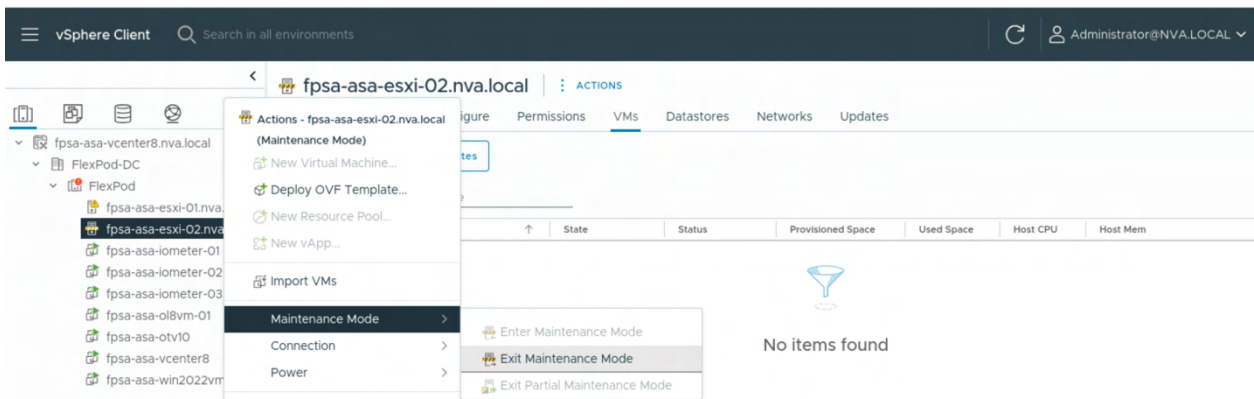 vSphere Client
Search in all environments
Administrator@NVA.LOCAL
fpsa-asa-esxi-02.nva.local
ACTIONS
Permissions VMs Datastores Networks Updates
fpsa-asa-vcenter8.nva.local
FlexPod-DC
FlexPod
fpsa-asa-esxi-01.nva.
fpsa-asa-esxi-02.nva
fpsa-asa-iometer-01
fpsa-asa-iometer-02
fpsa-asa-iometer-03
fpsa-asa-ol8vm-01
fpsa-asa-otv10
fpsa-asa-vcenter8
fpsa-asa-win2022vm
Actions - fpsa-asa-esxi-02.nva.local
(Maintenance Mode)
New Virtual Machine...
Deploy OVF Template...
New Resource Pool...
New vApp...
Import VMs
Maintenance Mode
Connection
Power
Enter Maintenance Mode
Exit Maintenance Mode
Exit Partial Maintenance Mode
State Status Provisioned Space Used Space Host CPU Host Mem
No items found